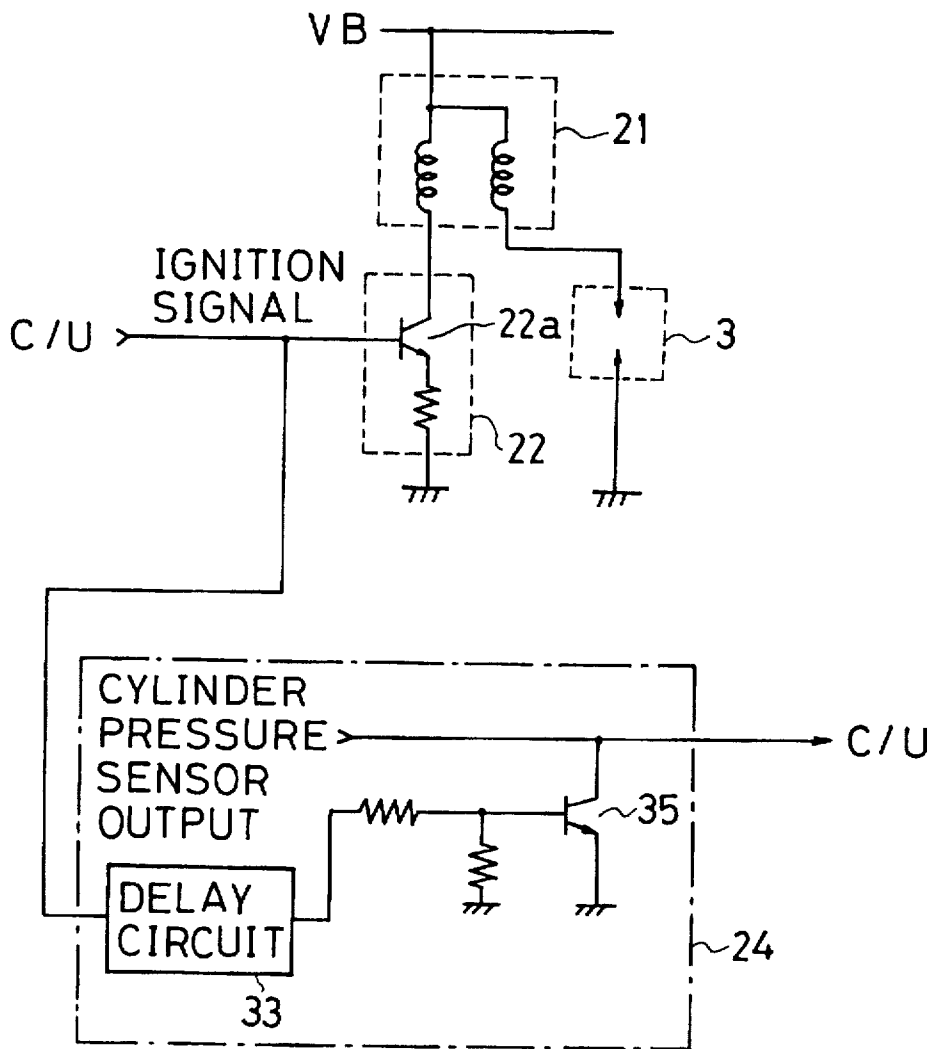 VB
21
IGNITION
SIGNAL
C/U
22a
3
22
CYLINDER
PRESSURE
SENSOR
OUTPUT
C/U
35
DELAY
CIRCUIT
24
33